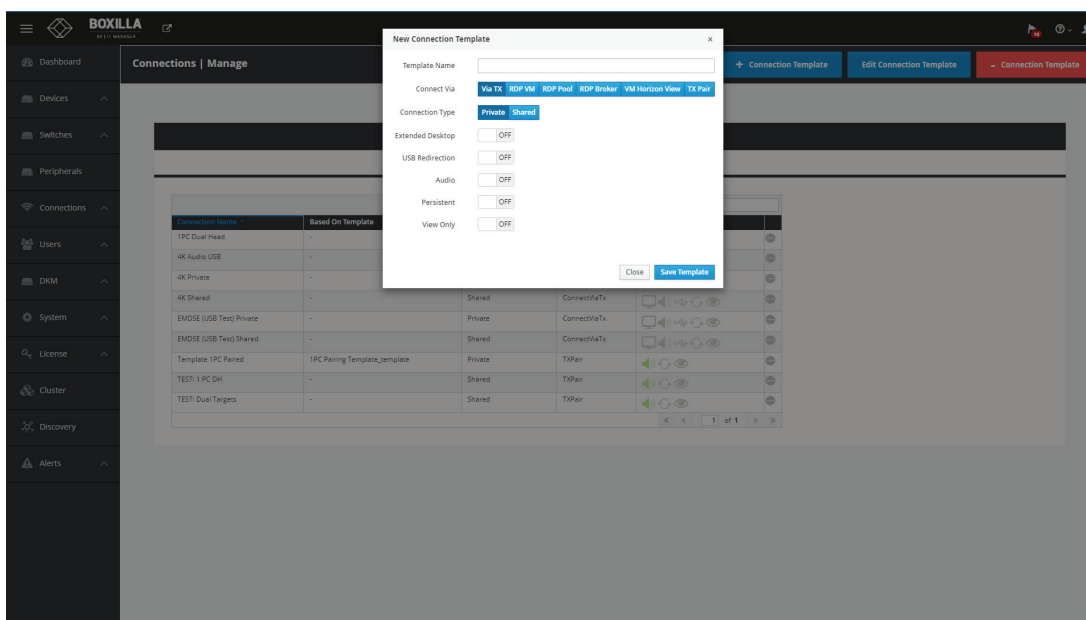 BOXILLA
New Connection Template ×
10
Dashboard
Connections | Manage
+ Connection Template
Edit Connection Template
- Connection Template
Template Name
Connect Via Via TX RDP VM RDP Pool RDP Broker VM Horizon View TX Pair
Connection Type Private Shared
Extended Desktop OFF
USB Redirection OFF
Audio OFF
Persistent OFF
View Only OFF
Close Save Template
Devices
Switches
Peripherals
Connections
Users
DKM
System
License
Cluster
Discovery
Alerts
Connection Name Based On Template
1PC Dual Head -
4K Audio USB -
4K Private -
4K Shared - Shared ConnectViaTx
EMDSE (USB Test) Private - Private ConnectViaTx
EMDSE (USB Test) Shared - Shared ConnectViaTx
Template 1PC Paired 1PC Pairing Template_template Private TXPair
TEST: 1 PC DH - Shared TXPair
TEST: Dual Targets - Shared TXPair
1 of 1